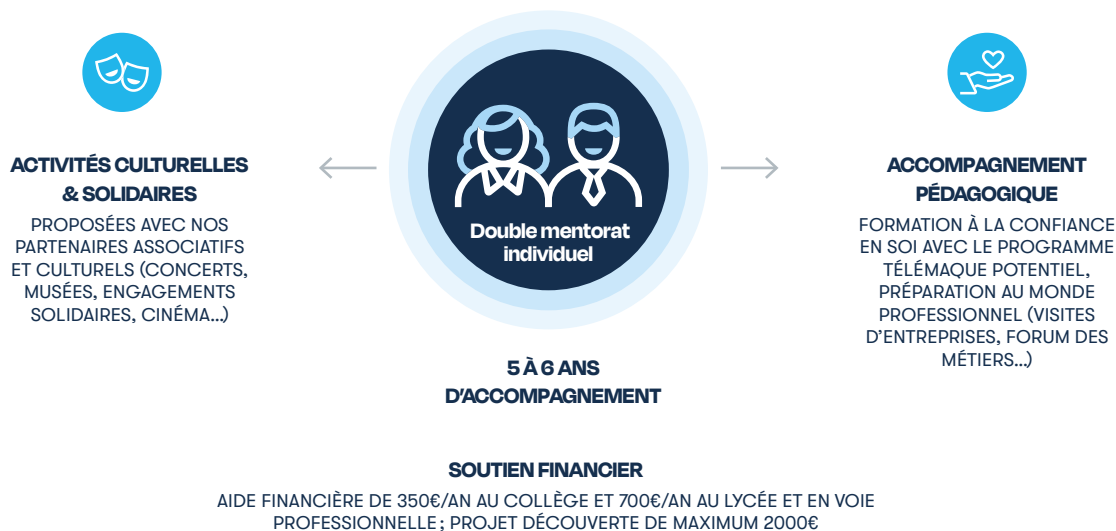 ACTIVITÉS CULTURELLES
& SOLIDAIRES
PROPOSÉES AVEC NOS
PARTENAIRES ASSOCIATIFS
ET CULTURELS (CONCERTS,
MUSÉES, ENGAGEMENTS
SOLIDAIRES, CINÉMA...)
Double mentorat
individuel
5 À 6 ANS
D'ACCOMPAGNEMENT
ACCOMPAGNEMENT
PÉDAGOGIQUE
FORMATION À LA CONFIANCE
EN SOI AVEC LE PROGRAMME
TÉLÉMAQUE POTENTIEL,
PRÉPARATION AU MONDE
PROFESSIONNEL (VISITES
D'ENTREPRISES, FORUM DES
MÉTIERS...)
SOUTIEN FINANCIER
AIDE FINANCIÈRE DE 350€/AN AU COLLÈGE ET 700€/AN AU LYCÉE ET EN VOIE
PROFESSIONNELLE ; PROJET DÉCOUVERTE DE MAXIMUM 2000€